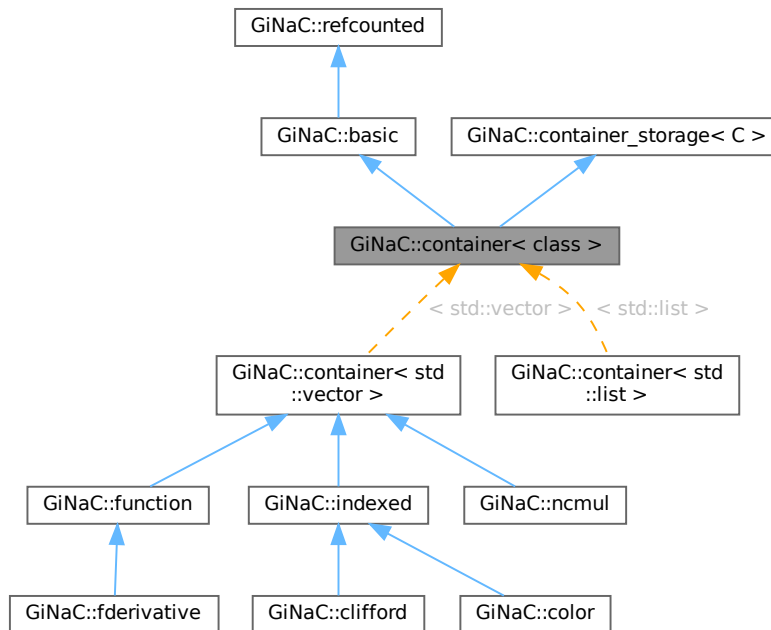 GiNaC::refcounted
GiNaC::basic
GiNaC::container_storage< C >
GiNaC::container< class >
< std::vector >
< std::list >
GiNaC::container< std
::vector >
GiNaC::container< std
::list >
GiNaC::function
GiNaC::indexed
GiNaC::ncmul
GiNaC::fderivative
GiNaC::clifford
GiNaC::color